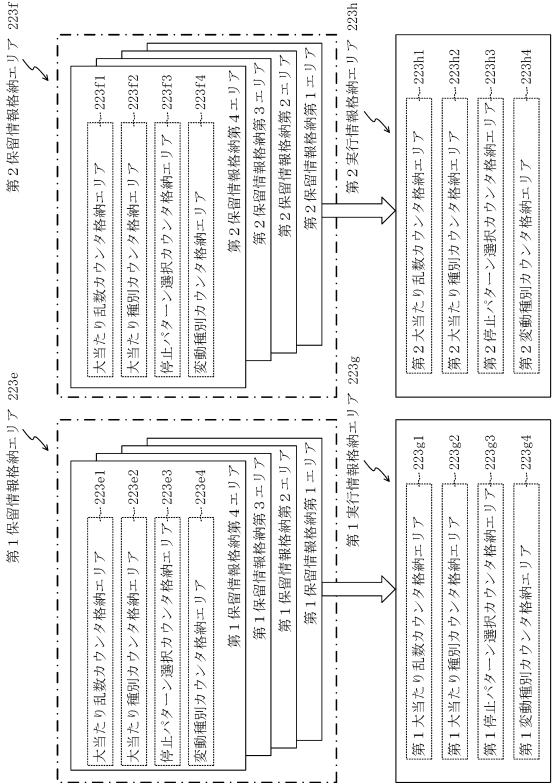 第1保留情報格納エリア 223e
大当たり乱数カウンタ格納エリア 223e1
大当たり種別カウンタ格納エリア 223e2
停止パターン選択カウンタ格納エリア 223e3
変動種別カウンタ格納エリア 223e4
第1保留情報格納第4エリア
第1保留情報格納第3エリア
第1保留情報格納第2エリア
第1保留情報格納第1エリア
第1実行情報格納エリア 223g
第1大当たり乱数カウンタ格納エリア 223g1
第1大当たり種別カウンタ格納エリア 223g2
第1停止パターン選択カウンタ格納エリア 223g3
第1変動種別カウンタ格納エリア 223g4
第2保留情報格納エリア 223f
大当たり乱数カウンタ格納エリア 223f1
大当たり種別カウンタ格納エリア 223f2
停止パターン選択カウンタ格納エリア 223f3
変動種別カウンタ格納エリア 223f4
第2保留情報格納第4エリア
第2保留情報格納第3エリア
第2保留情報格納第2エリア
第2保留情報格納第1エリア
第2実行情報格納エリア 223h
第2大当たり乱数カウンタ格納エリア 223h1
第2大当たり種別カウンタ格納エリア 223h2
第2停止パターン選択カウンタ格納エリア 223h3
第2変動種別カウンタ格納エリア 223h4